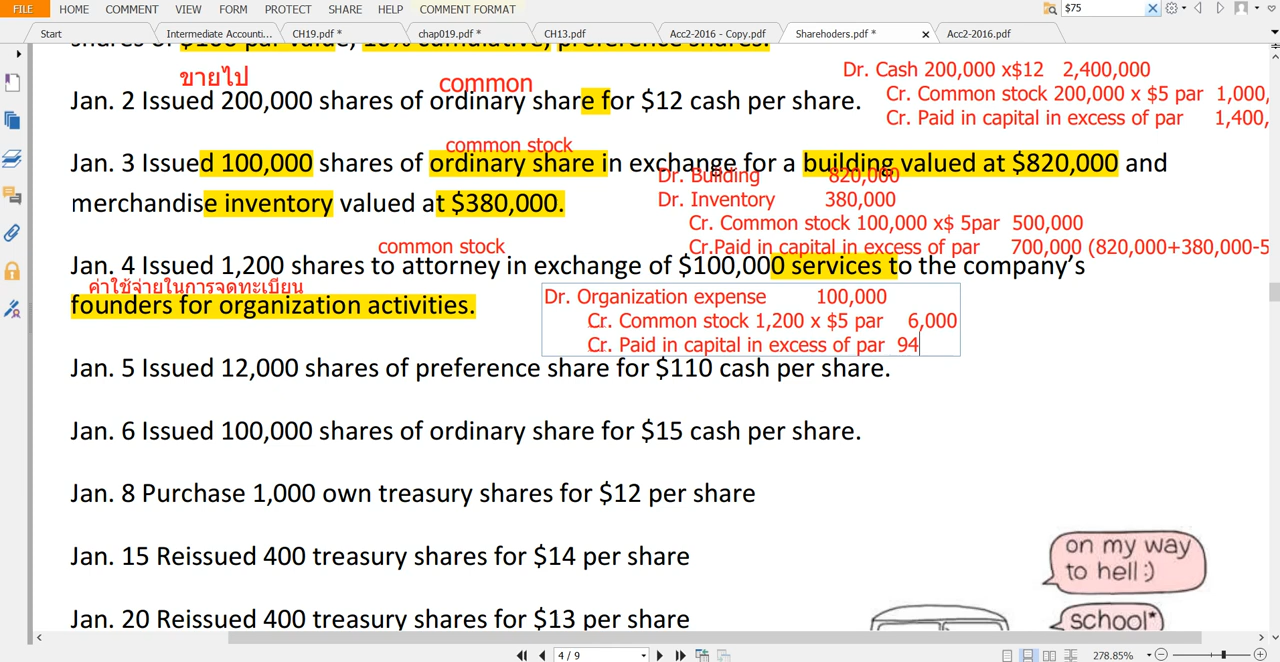 FILE HOME COMMENT VIEW FORM PROTECT SHARE HELP COMMENT FORMAT $75
Start Intermediate Accounti... CH19.pdf * chap019.pdf * CH13.pdf Acc2-2016 - Copy.pdf Sharehoders.pdf * Acc2-2016.pdf
shares of $100 par value, 10% cumulative, preference shares.
ขายไป common Dr. Cash 200,000 x$12 2,400,000
Jan. 2 Issued 200,000 shares of ordinary share for $12 cash per share.
Cr. Common stock 200,000 x $5 par 1,000,
Cr. Paid in capital in excess of par 1,400,
common stock
Jan. 3 Issued 100,000 shares of ordinary share in exchange for a building valued at $820,000 and
Dr. Building 820,000
merchandise inventory valued at $380,000.
Dr. Inventory 380,000
Cr. Common stock 100,000 x$ 5par 500,000
common stock
Cr.Paid in capital in excess of par 700,000 (820,000+380,000-5
Jan. 4 Issued 1,200 shares to attorney in exchange of $100,000 services to the company’s
ค่าใช้จ่ายในการจดทะเบียน
founders for organization activities.
Dr. Organization expense 100,000
Cr. Common stock 1,200 x $5 par 6,000
Cr. Paid in capital in excess of par 94
Jan. 5 Issued 12,000 shares of preference share for $110 cash per share.
Jan. 6 Issued 100,000 shares of ordinary share for $15 cash per share.
Jan. 8 Purchase 1,000 own treasury shares for $12 per share
Jan. 15 Reissued 400 treasury shares for $14 per share
on my way
to hell :)
Jan. 20 Reissued 400 treasury shares for $13 per share
school*
4 / 9 278.85%